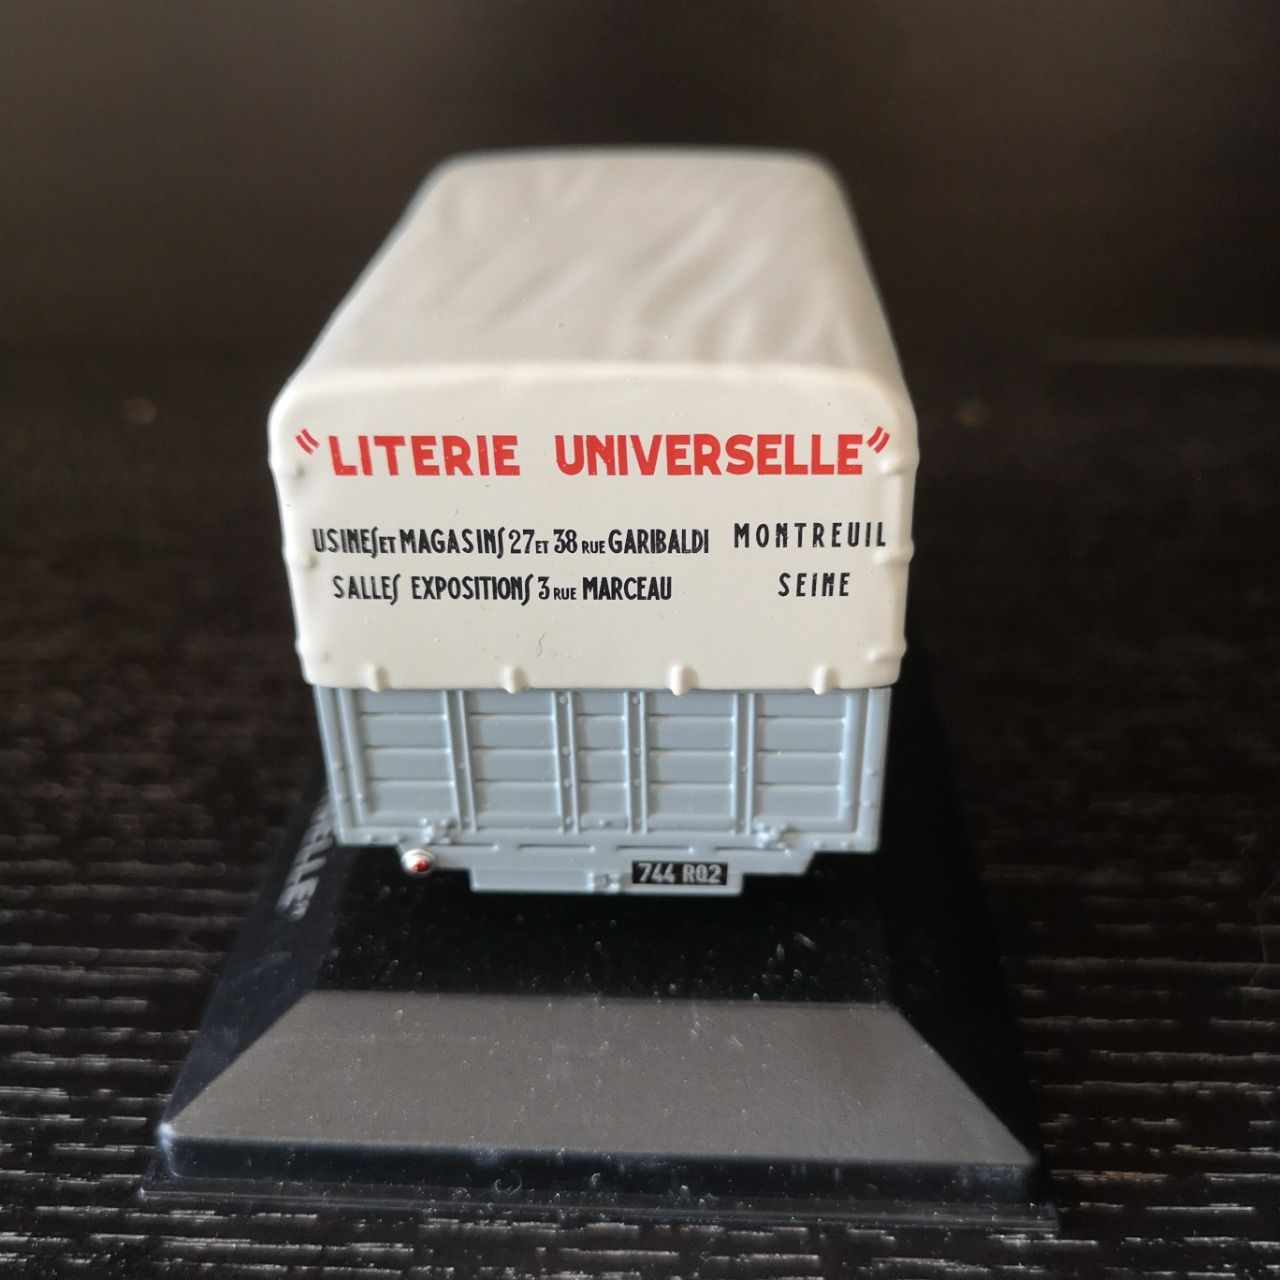 "LITERIE UNIVERSELLE"
USINES ET MAGASINS 27 ET 38 RUE GARIBALDI MONTREUIL
SALLES EXPOSITIONS 3 RUE MARCEAU SEINE
744 RQ2